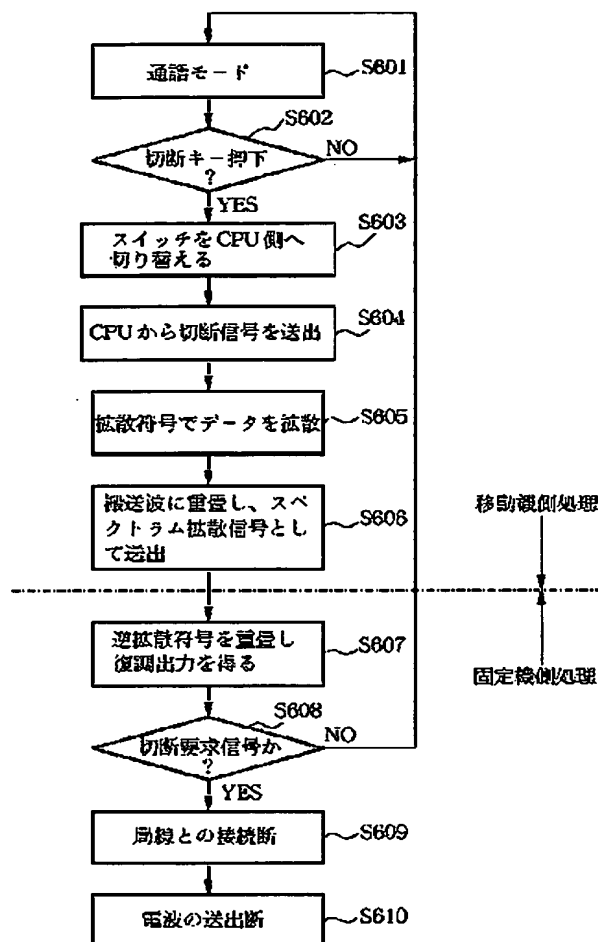 通話モード
S601
S602
切断キー押下
?
NO
YES
スイッチをCPU側へ
切り替える
S603
CPUから切断信号を送出
S604
拡散符号でデータを拡散
S605
搬送波に重畳し、スペ
クトラム拡散信号とし
て送出
S606
移動機側処理
逆拡散符号を重畳し
復調出力を得る
S607
固定機側処理
S608
切断要求信号か
?
NO
YES
局線との接続断
S609
電波の送出断
S610